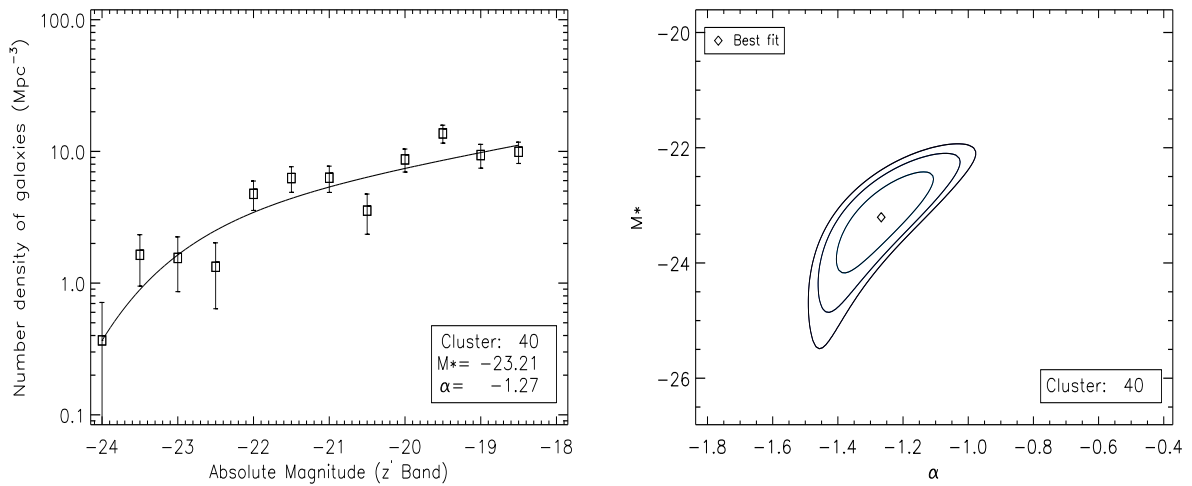 100.0
10.0
1.0
0.1
Number density of galaxies (Mpc⁻³)
−24 −23 −22 −21 −20 −19 −18
Absolute Magnitude (z' Band)
Cluster: 40
M*= −23.21
α= −1.27
−20
−22
−24
−26
M*
◇ Best fit
Cluster: 40
−1.8 −1.6 −1.4 −1.2 −1.0 −0.8 −0.6 −0.4
α